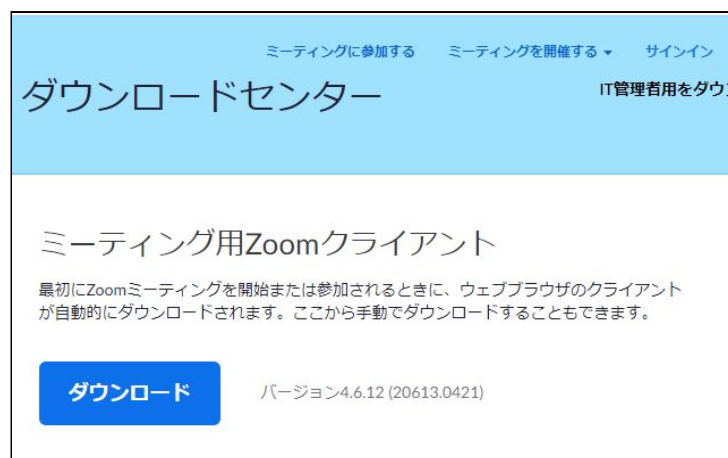 ミーティングに参加する ミーティングを開催する サインイン
ダウンロードセンター
IT管理者用をダウ
ミーティング用Zoomクライアント
最初にZoomミーティングを開始または参加されるときに、ウェブブラウザのクライアント
が自動的にダウンロードされます。ここから手動でダウンロードすることもできます。
ダウンロード バージョン4.6.12 (20613.0421)